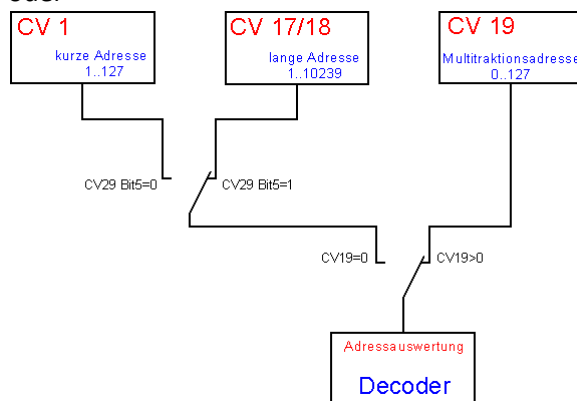 CV 1
kurze Adresse
1..127
CV 17/18
lange Adresse
1..10239
CV 19
Multitraktionsadresse
0..127
CV29 Bit5=0
CV29 Bit5=1
CV19=0
CV19>0
Adressauswertung
Decoder